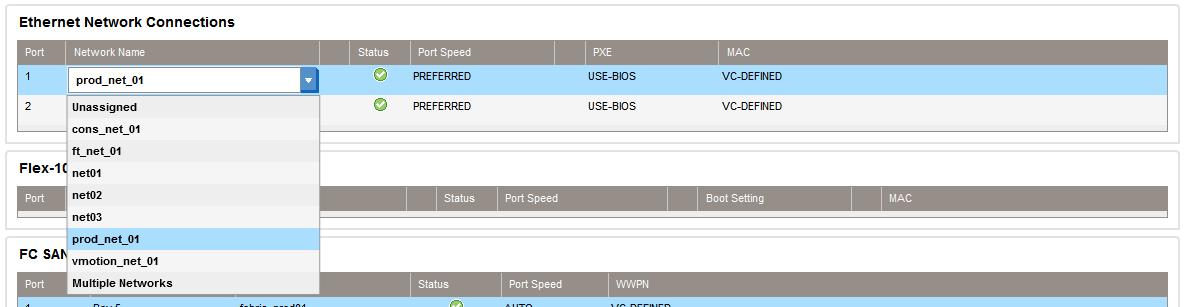 Ethernet Network Connections
Port Network Name Status Port Speed PXE MAC
1 prod_net_01 PREFERRED USE-BIOS VC-DEFINED
2 PREFERRED USE-BIOS VC-DEFINED
Unassigned
cons_net_01
ft_net_01
net01
net02
net03
prod_net_01
vmotion_net_01
Multiple Networks
Flex-10
Port Status Port Speed Boot Setting MAC
FC SAN
Port Status Port Speed WWPN
1 Bay 5 fabric_prod01 AUTO VC-DEFINED